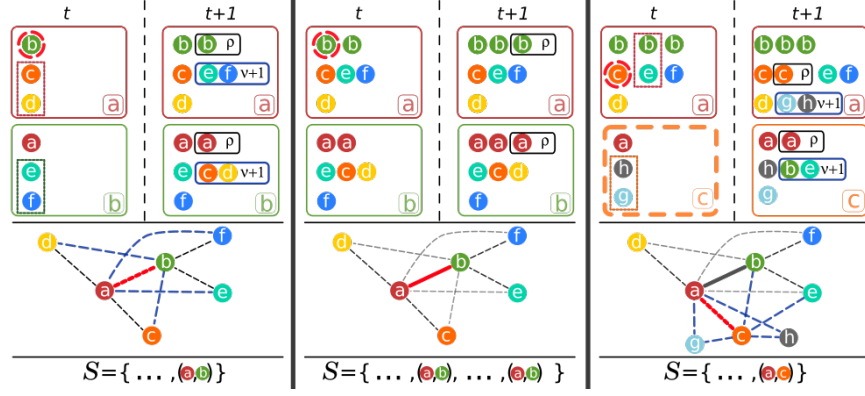 t t+1
b
c
d
a
b b ρ
c e f ν+1
d
a
a
e
f
b
a a ρ
e c d ν+1
f
b
d f
b
a e
c
S={ ... ,(a,b)}
t t+1
b b
c e f
d
a
b b b ρ
c e f
d
a
a a
e c d
f
b
a a a ρ
e c d
f
b
d f
b
a e
c
S={ ... ,(a,b), ... ,(a,b) }
t t+1
b b b
c e f
d
a
b b b
c c ρ e f
d g h ν+1
a
a
h
g
c
a a ρ
h b e ν+1
g
c
d f
b
a e
g c h
S={ ... ,(a,c)}